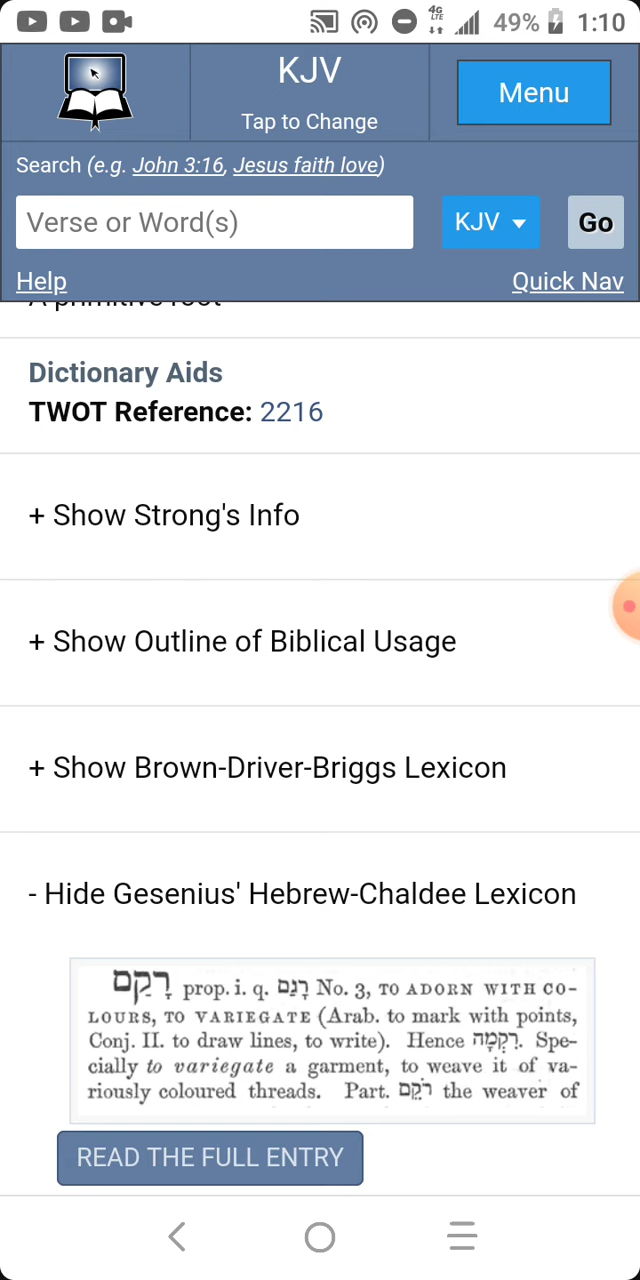 4G
LTE
49%
1:10
KJV
Tap to Change
Menu
Search (e.g. John 3:16, Jesus faith love)
Verse or Word(s)
KJV
Go
Help
Quick Nav
A primitive root
Dictionary Aids
TWOT Reference: 2216
+ Show Strong's Info
+ Show Outline of Biblical Usage
+ Show Brown-Driver-Briggs Lexicon
- Hide Gesenius' Hebrew-Chaldee Lexicon
רָקַם prop. i. q. רָגַם No. 3, TO ADORN WITH CO-
LOURS, TO VARIEGATE (Arab. to mark with points,
Conj. II. to draw lines, to write). Hence רִקְמָה. Spe-
cially to variegate a garment, to weave it of va-
riously coloured threads. Part. רֹקֵם the weaver of
READ THE FULL ENTRY